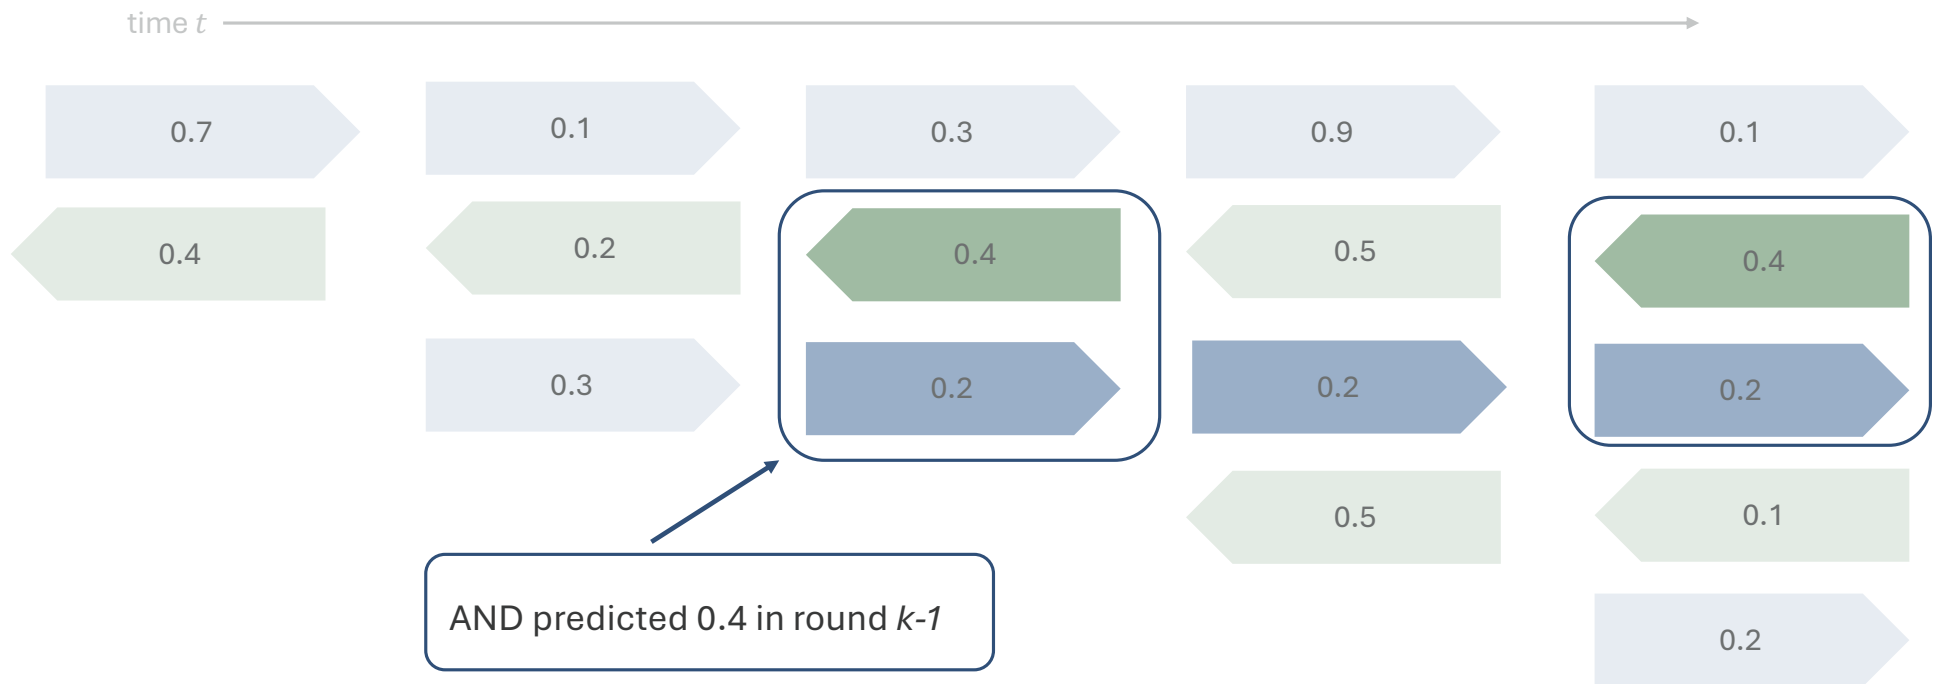 time t
0.7 0.1 0.3 0.9 0.1
0.4 0.2 0.4 0.5 0.4
0.3 0.2 0.2 0.2
0.5 0.1
AND predicted 0.4 in round k-1
0.2